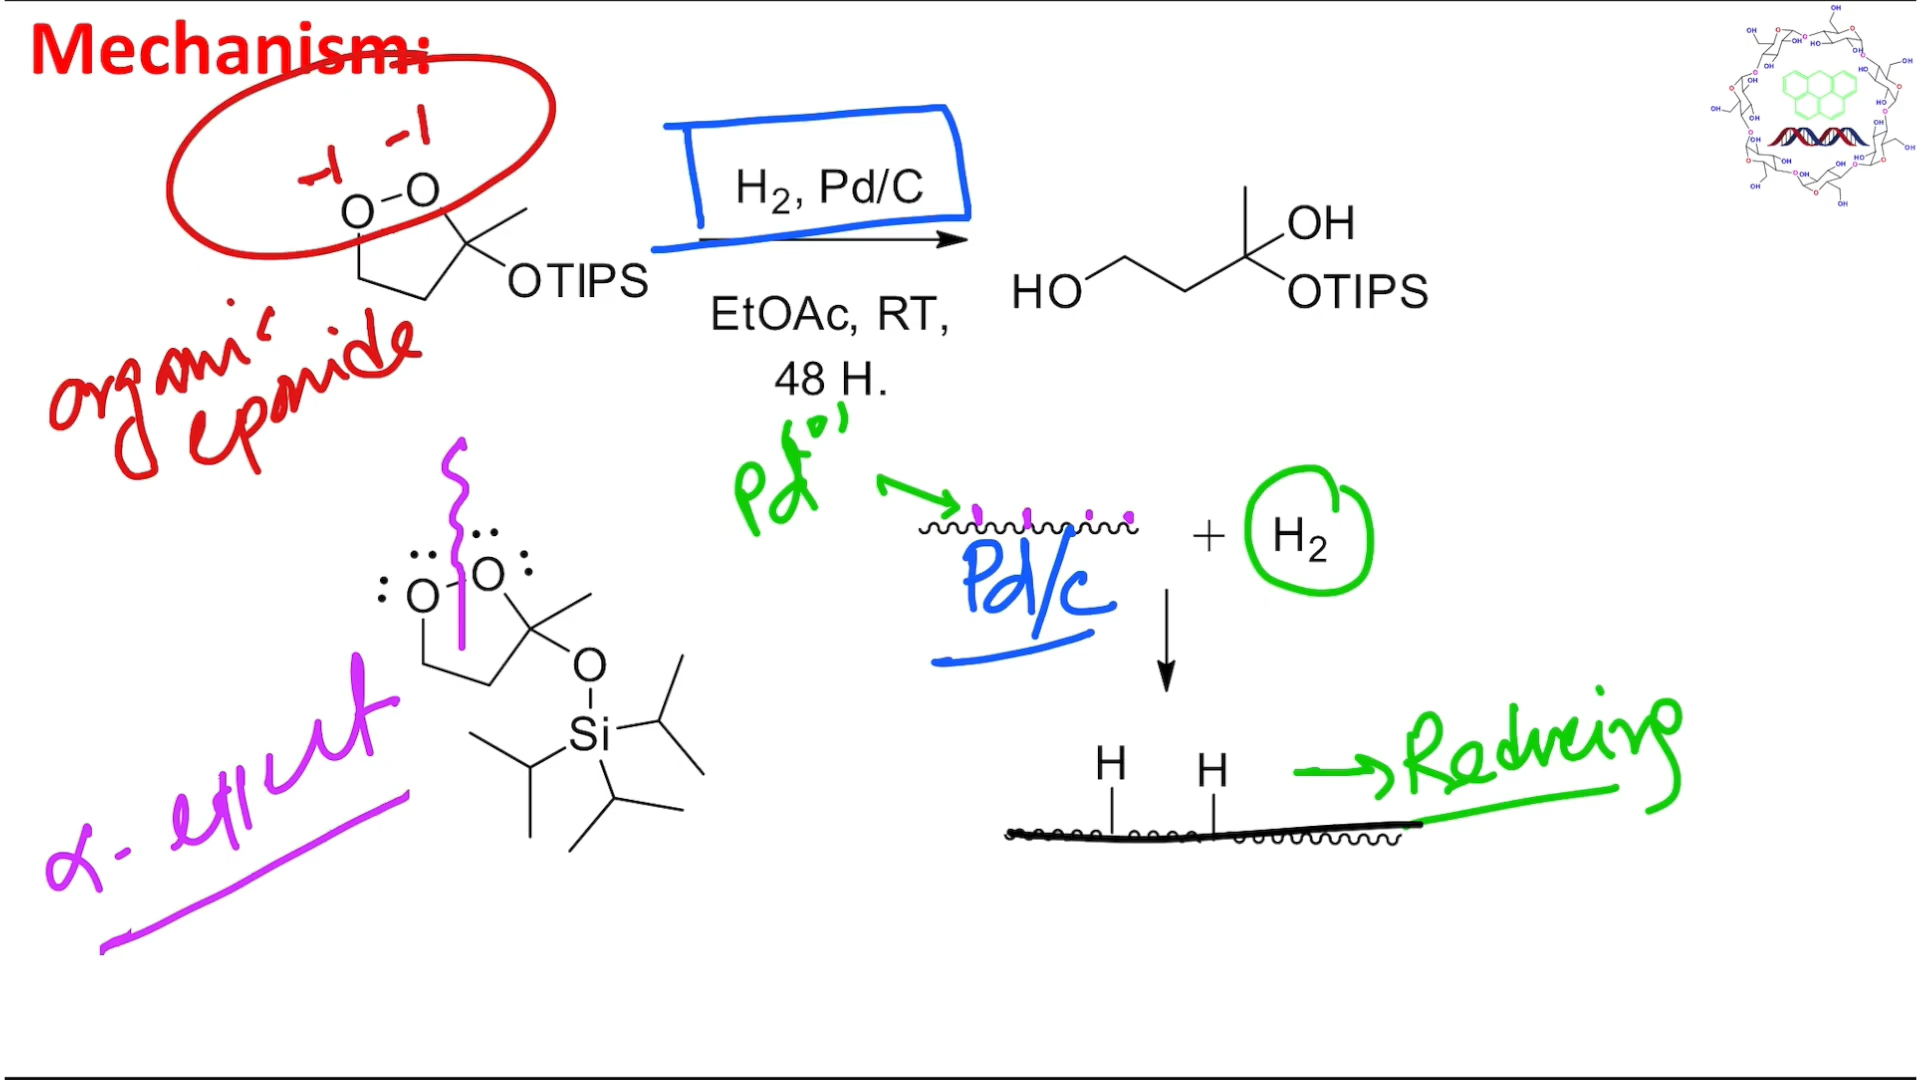 Mechanism:
-1 -1
O O
OTIPS
H2, Pd/C
EtOAc, RT,
48 H.
OH
HO
OTIPS
organic
eponide
Pd(0)
+ H2
Pd/C
O O
O
Si
α-effect
H H
→ Reducing